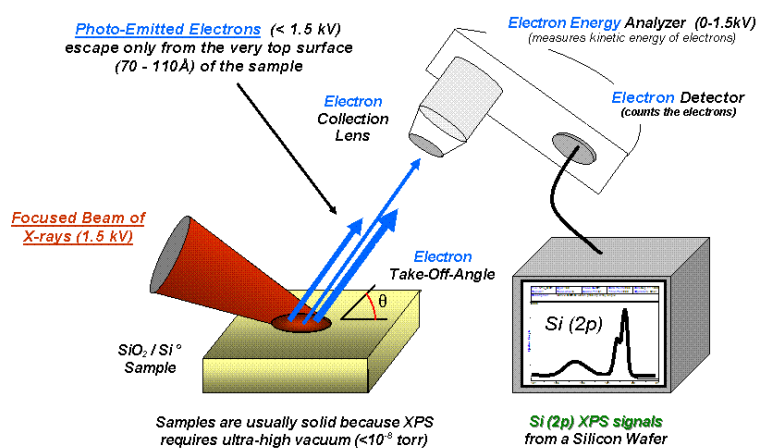 Photo-Emitted Electrons (< 1.5 kV)
escape only from the very top surface
(70 - 110Å) of the sample
Electron Energy Analyzer (0-1.5kV)
(measures kinetic energy of electrons)
Electron
Collection
Lens
Electron Detector
(counts the electrons)
Focused Beam of
X-rays (1.5 kV)
Electron
Take-Off-Angle
θ
Si (2p)
SiO₂ / Si°
Sample
Samples are usually solid because XPS
requires ultra-high vacuum (<10⁻⁸ torr)
Si (2p) XPS signals
from a Silicon Wafer